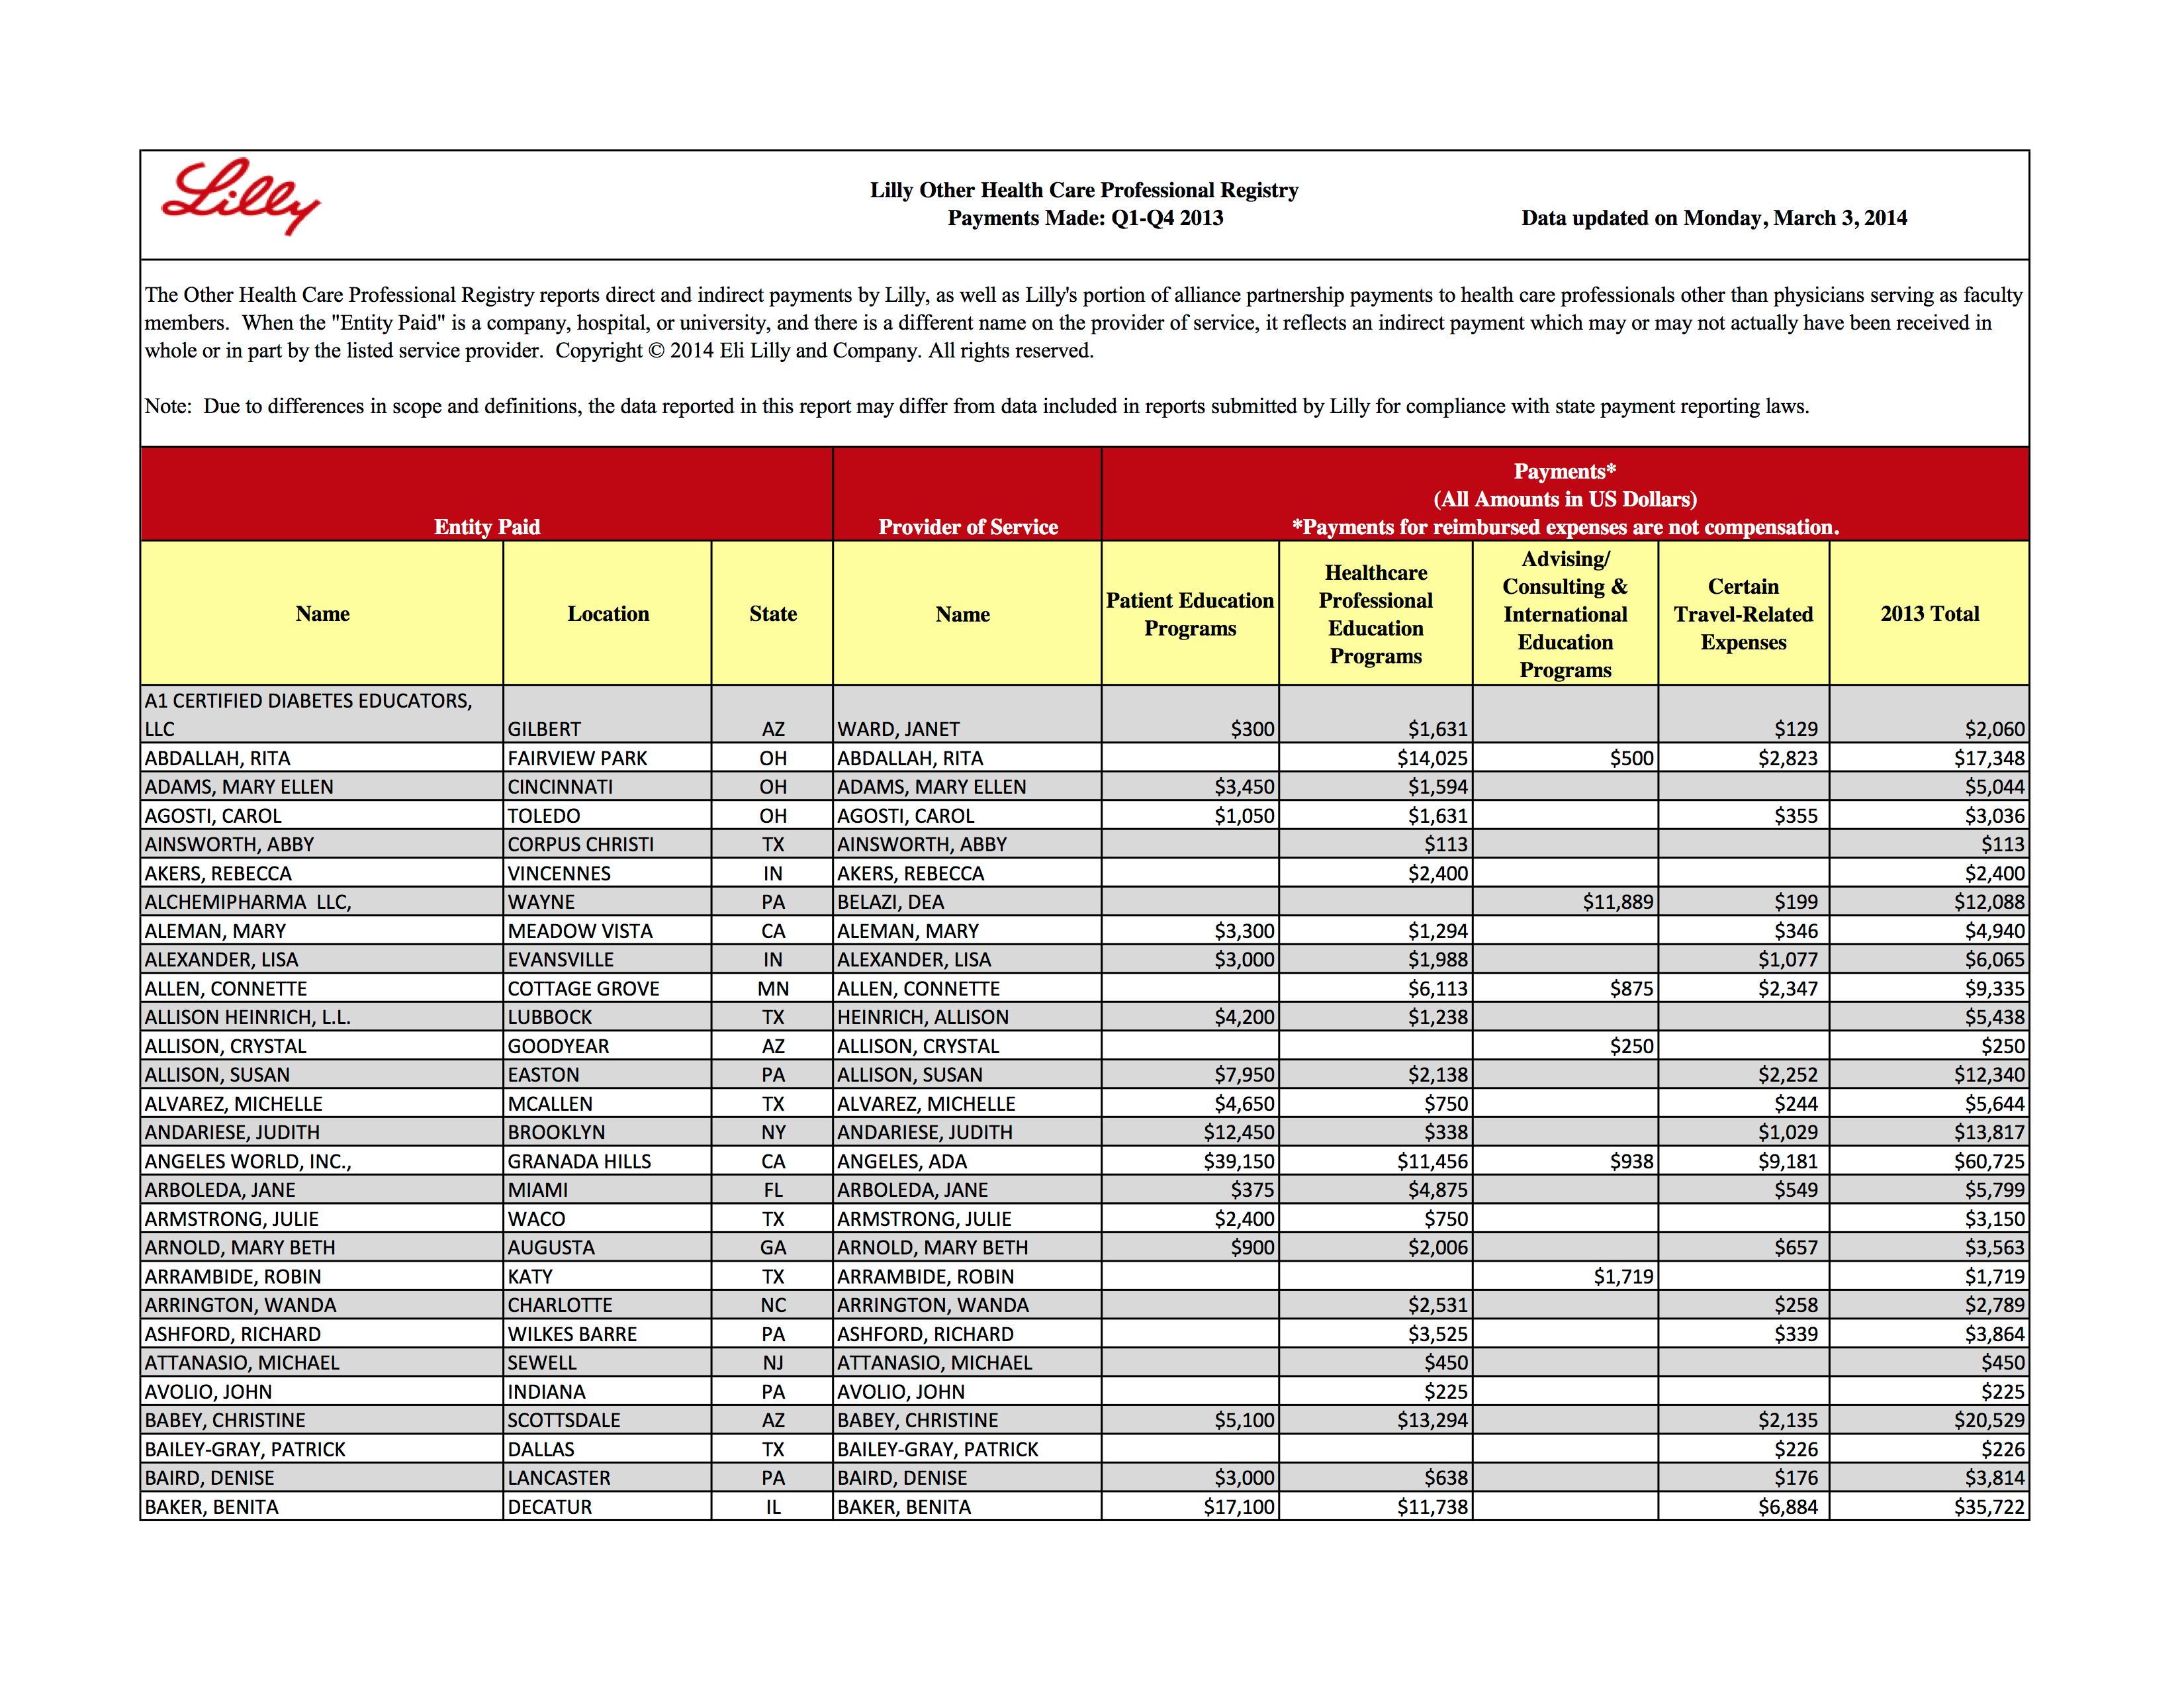 Lilly
Lilly Other Health Care Professional Registry
Payments Made: Q1-Q4 2013
Data updated on Monday, March 3, 2014
The Other Health Care Professional Registry reports direct and indirect payments by Lilly, as well as Lilly's portion of alliance partnership payments to health care professionals other than physicians serving as faculty
members.  When the "Entity Paid" is a company, hospital, or university, and there is a different name on the provider of service, it reflects an indirect payment which may or may not actually have been received in
whole or in part by the listed service provider.  Copyright © 2014 Eli Lilly and Company. All rights reserved.
Note:  Due to differences in scope and definitions, the data reported in this report may differ from data included in reports submitted by Lilly for compliance with state payment reporting laws.
Entity Paid
Provider of Service
Payments*
(All Amounts in US Dollars)
*Payments for reimbursed expenses are not compensation.
Name
Location
State
Name
Patient Education
Programs
Healthcare
Professional
Education
Programs
Advising/
Consulting &
International
Education
Programs
Certain
Travel-Related
Expenses
2013 Total
A1 CERTIFIED DIABETES EDUCATORS,
LLC GILBERT AZ WARD, JANET $300 $1,631 $129 $2,060
ABDALLAH, RITA FAIRVIEW PARK OH ABDALLAH, RITA $14,025 $500 $2,823 $17,348
ADAMS, MARY ELLEN CINCINNATI OH ADAMS, MARY ELLEN $3,450 $1,594 $5,044
AGOSTI, CAROL TOLEDO OH AGOSTI, CAROL $1,050 $1,631 $355 $3,036
AINSWORTH, ABBY CORPUS CHRISTI TX AINSWORTH, ABBY $113 $113
AKERS, REBECCA VINCENNES IN AKERS, REBECCA $2,400 $2,400
ALCHEMIPHARMA  LLC, WAYNE PA BELAZI, DEA $11,889 $199 $12,088
ALEMAN, MARY MEADOW VISTA CA ALEMAN, MARY $3,300 $1,294 $346 $4,940
ALEXANDER, LISA EVANSVILLE IN ALEXANDER, LISA $3,000 $1,988 $1,077 $6,065
ALLEN, CONNETTE COTTAGE GROVE MN ALLEN, CONNETTE $6,113 $875 $2,347 $9,335
ALLISON HEINRICH, L.L. LUBBOCK TX HEINRICH, ALLISON $4,200 $1,238 $5,438
ALLISON, CRYSTAL GOODYEAR AZ ALLISON, CRYSTAL $250 $250
ALLISON, SUSAN EASTON PA ALLISON, SUSAN $7,950 $2,138 $2,252 $12,340
ALVAREZ, MICHELLE MCALLEN TX ALVAREZ, MICHELLE $4,650 $750 $244 $5,644
ANDARIESE, JUDITH BROOKLYN NY ANDARIESE, JUDITH $12,450 $338 $1,029 $13,817
ANGELES WORLD, INC., GRANADA HILLS CA ANGELES, ADA $39,150 $11,456 $938 $9,181 $60,725
ARBOLEDA, JANE MIAMI FL ARBOLEDA, JANE $375 $4,875 $549 $5,799
ARMSTRONG, JULIE WACO TX ARMSTRONG, JULIE $2,400 $750 $3,150
ARNOLD, MARY BETH AUGUSTA GA ARNOLD, MARY BETH $900 $2,006 $657 $3,563
ARRAMBIDE, ROBIN KATY TX ARRAMBIDE, ROBIN $1,719 $1,719
ARRINGTON, WANDA CHARLOTTE NC ARRINGTON, WANDA $2,531 $258 $2,789
ASHFORD, RICHARD WILKES BARRE PA ASHFORD, RICHARD $3,525 $339 $3,864
ATTANASIO, MICHAEL SEWELL NJ ATTANASIO, MICHAEL $450 $450
AVOLIO, JOHN INDIANA PA AVOLIO, JOHN $225 $225
BABEY, CHRISTINE SCOTTSDALE AZ BABEY, CHRISTINE $5,100 $13,294 $2,135 $20,529
BAILEY-GRAY, PATRICK DALLAS TX BAILEY-GRAY, PATRICK $226 $226
BAIRD, DENISE LANCASTER PA BAIRD, DENISE $3,000 $638 $176 $3,814
BAKER, BENITA DECATUR IL BAKER, BENITA $17,100 $11,738 $6,884 $35,722